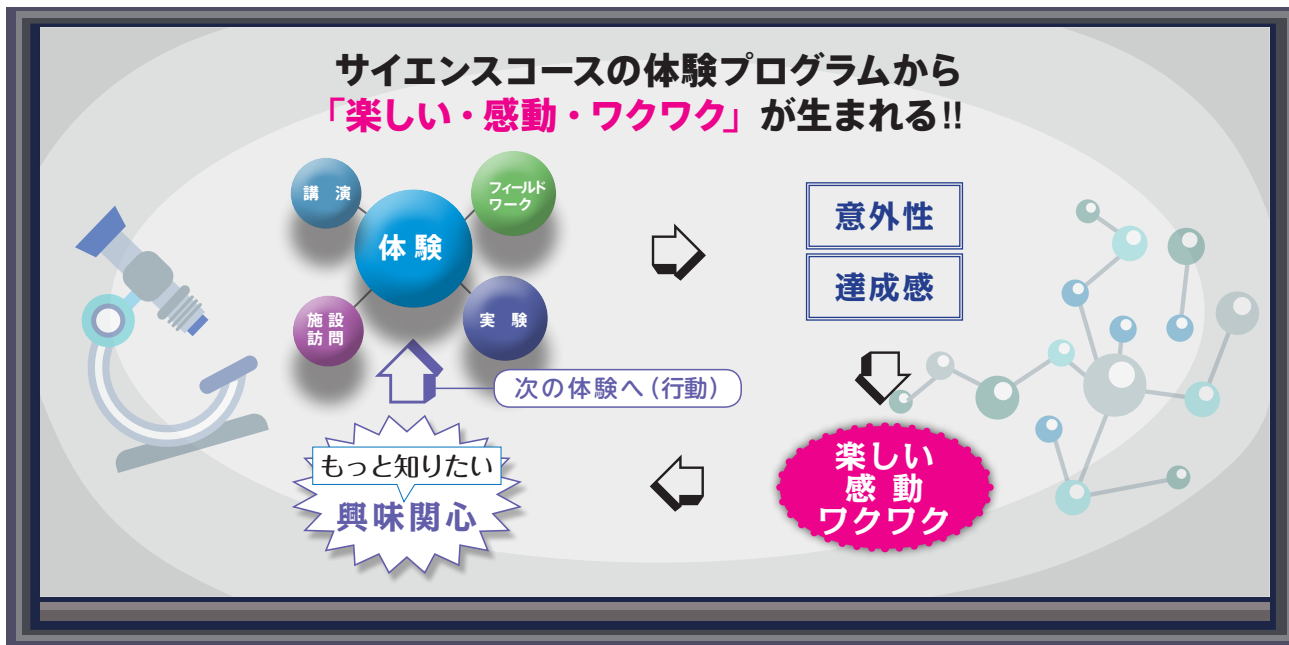 サイエンスコースの体験プログラムから
「楽しい・感動・ワクワク」が生まれる!!
講 演
フィールド
ワーク
体験
施設
訪問
実 験
意外性
達成感
次の体験へ（行動）
楽しい
感 動
ワクワク
もっと知りたい
興味関心